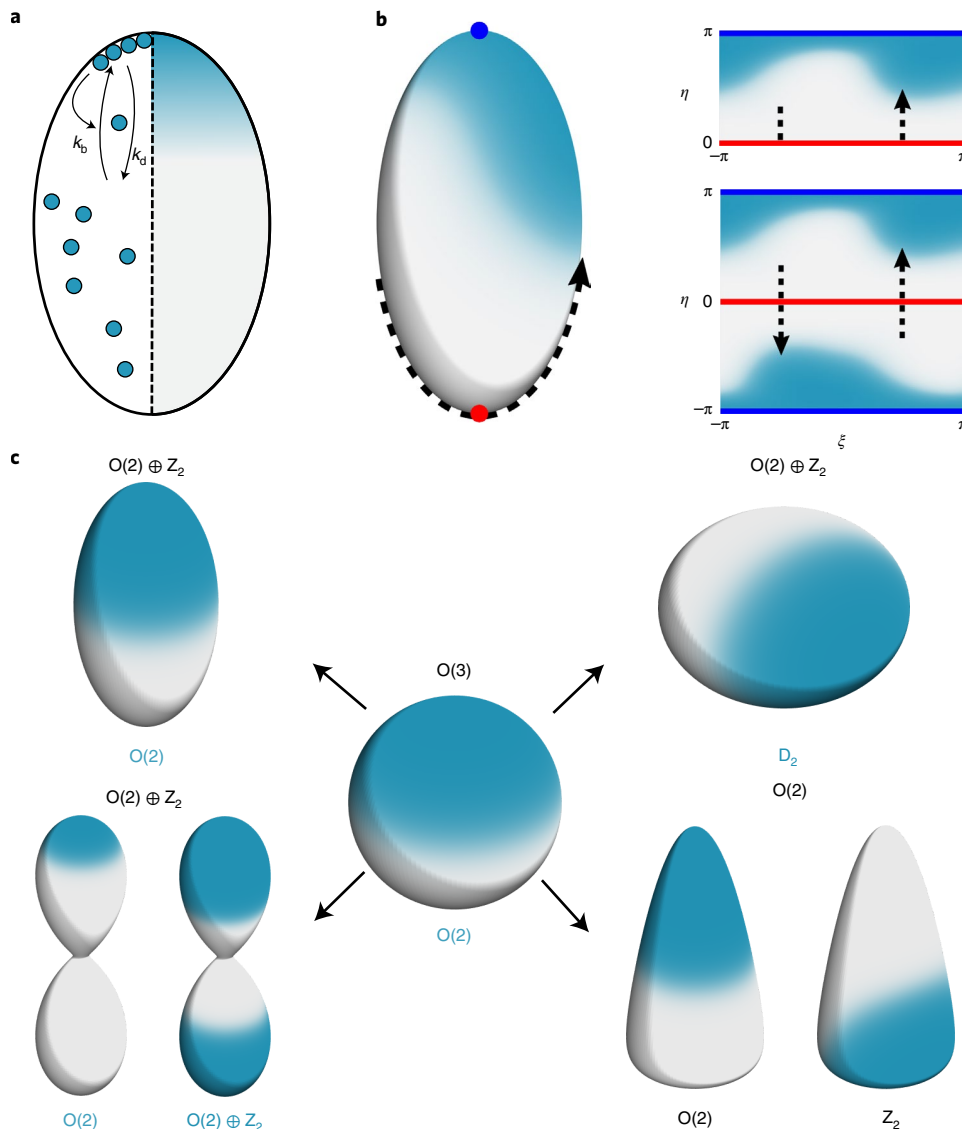 a
k_b
k_d
b
π
η
0
−π
π
π
η
0
−π
−π
π
ξ
c
O(2) ⊕ Z₂
O(2) ⊕ Z₂
O(3)
O(2)
D₂
O(2) ⊕ Z₂
O(2)
O(2)
O(2)
O(2) ⊕ Z₂
O(2)
Z₂